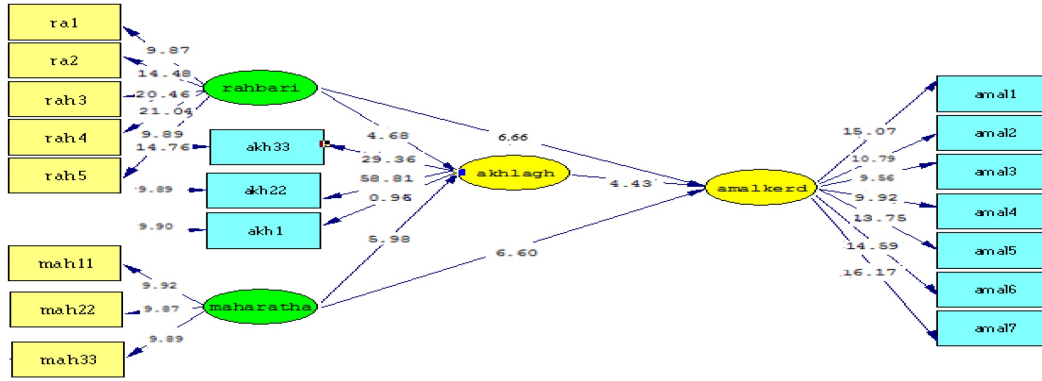 ra1
ra2
rah3
rah4
rah5
9.87
14.48
20.46
21.04
9.89
rahbari
14.76
akh33
9.89
akh22
9.90
akh1
4.68
29.36
58.81
0.95
5.98
akhlagh
6.66
4.43
6.60
amalkerd
mah11
mah22
mah33
9.92
9.87
9.89
maharatha
15.07
10.79
9.56
9.92
13.75
14.59
16.17
amal1
amal2
amal3
amal4
amal5
amal6
amal7